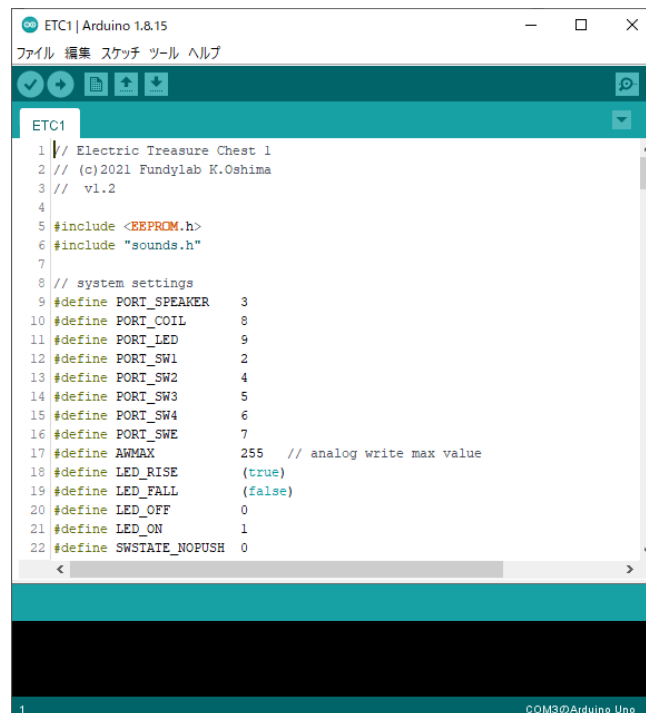 ETC1 | Arduino 1.8.15
ファイル 編集 スケッチ ツール ヘルプ
ETC1
1 // Electric Treasure Chest 1
2 // (c)2021 Fundylab K.Oshima
3 //  v1.2
4
5 #include <EEPROM.h>
6 #include "sounds.h"
7
8 // system settings
9 #define PORT_SPEAKER    3
10 #define PORT_COIL       8
11 #define PORT_LED        9
12 #define PORT_SW1        2
13 #define PORT_SW2        4
14 #define PORT_SW3        5
15 #define PORT_SW4        6
16 #define PORT_SWE        7
17 #define AWMAX           255   // analog write max value
18 #define LED_RISE        (true)
19 #define LED_FALL        (false)
20 #define LED_OFF         0
21 #define LED_ON          1
22 #define SWSTATE_NOPUSH  0
1 COM3のArduino Uno